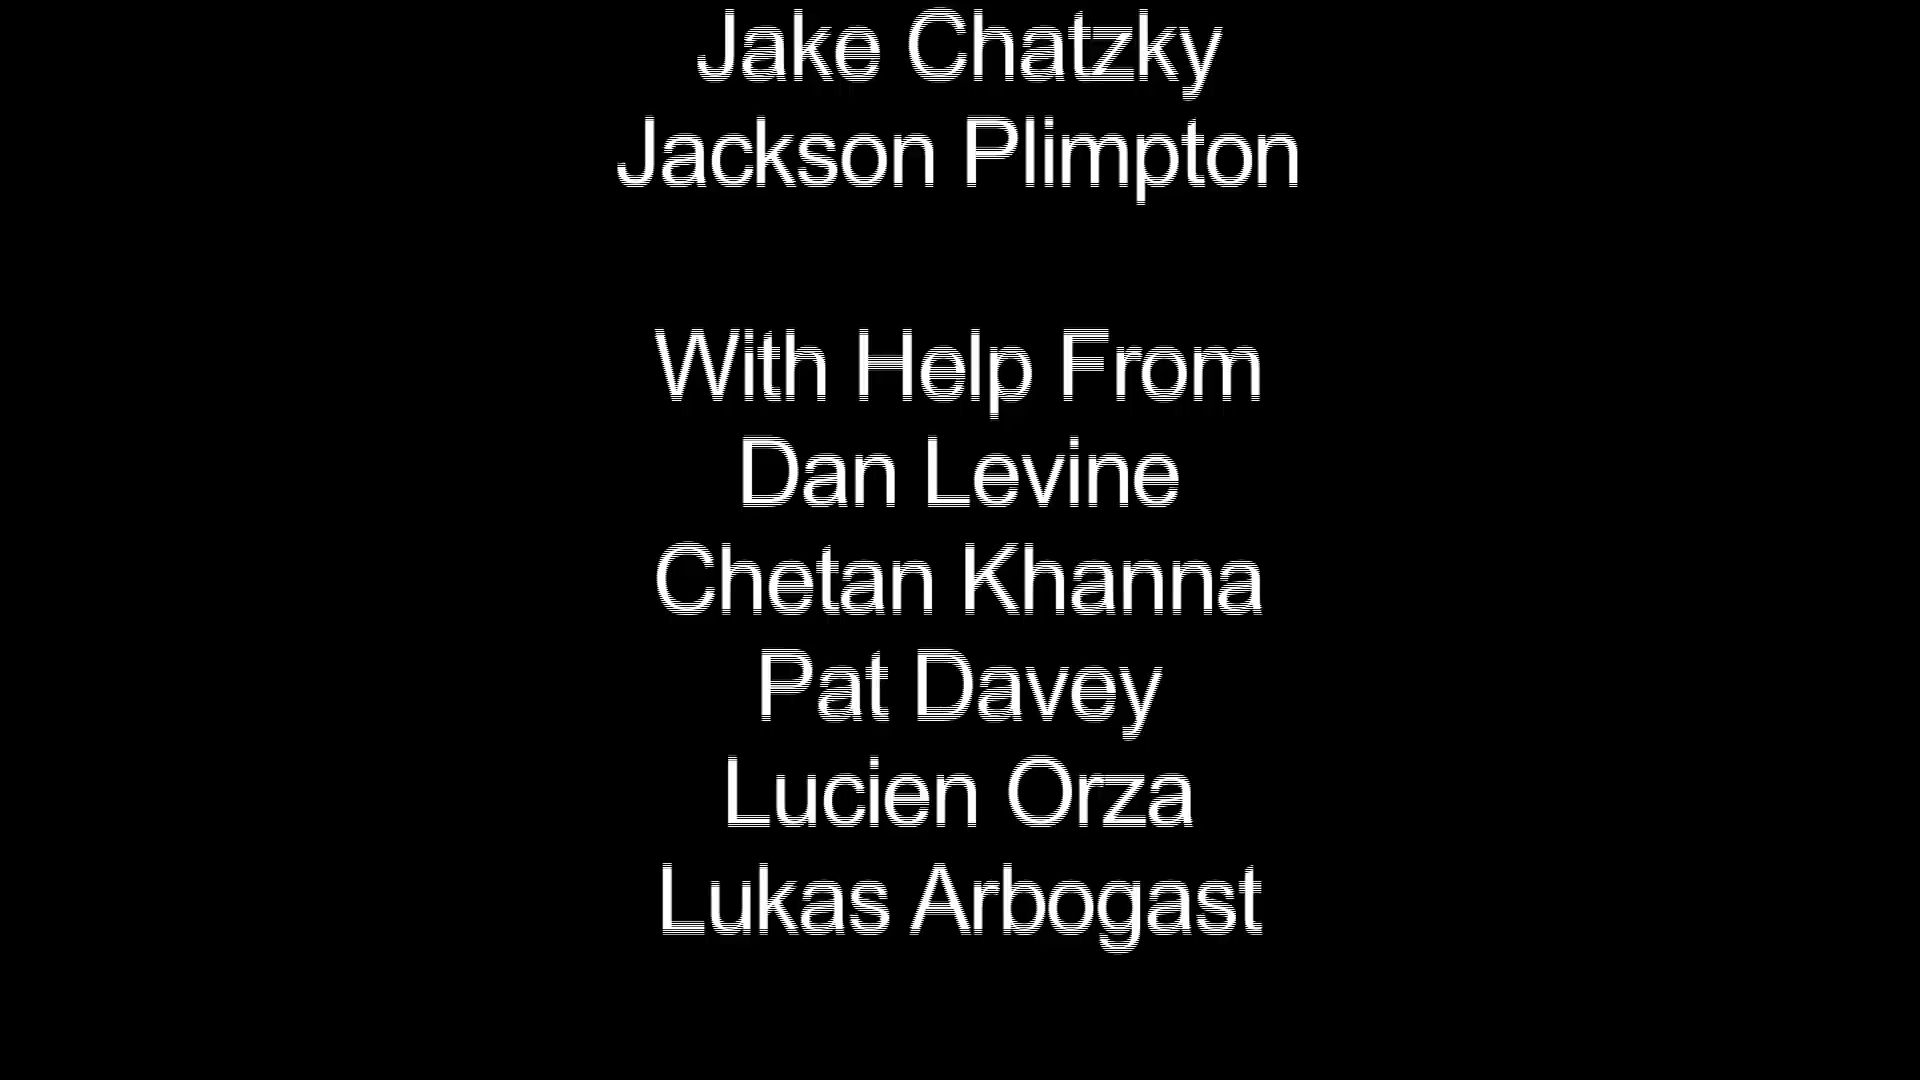 Jake Chatzky
Jackson Plimpton
With Help From
Dan Levine
Chetan Khanna
Pat Davey
Lucien Orza
Lukas Arbogast